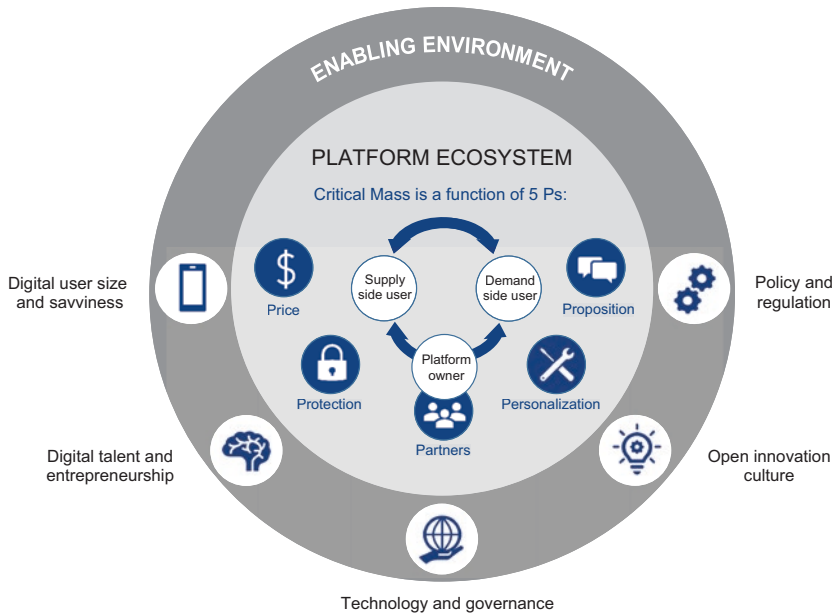 ENABLING ENVIRONMENT
PLATFORM ECOSYSTEM
Critical Mass is a function of 5 Ps:
Digital user size
and savviness
$
Price
Supply
side user
Demand
side user
Proposition
Policy and
regulation
Protection
Platform
owner
Partners
Personalization
Digital talent and
entrepreneurship
Open innovation
culture
Technology and governance